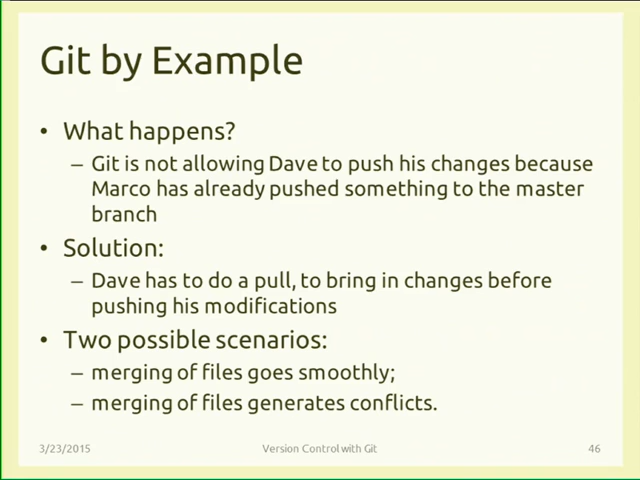 Git by Example
• What happens?
– Git is not allowing Dave to push his changes because
Marco has already pushed something to the master
branch
• Solution:
– Dave has to do a pull, to bring in changes before
pushing his modifications
• Two possible scenarios:
– merging of files goes smoothly;
– merging of files generates conflicts.
3/23/2015 Version Control with Git 46